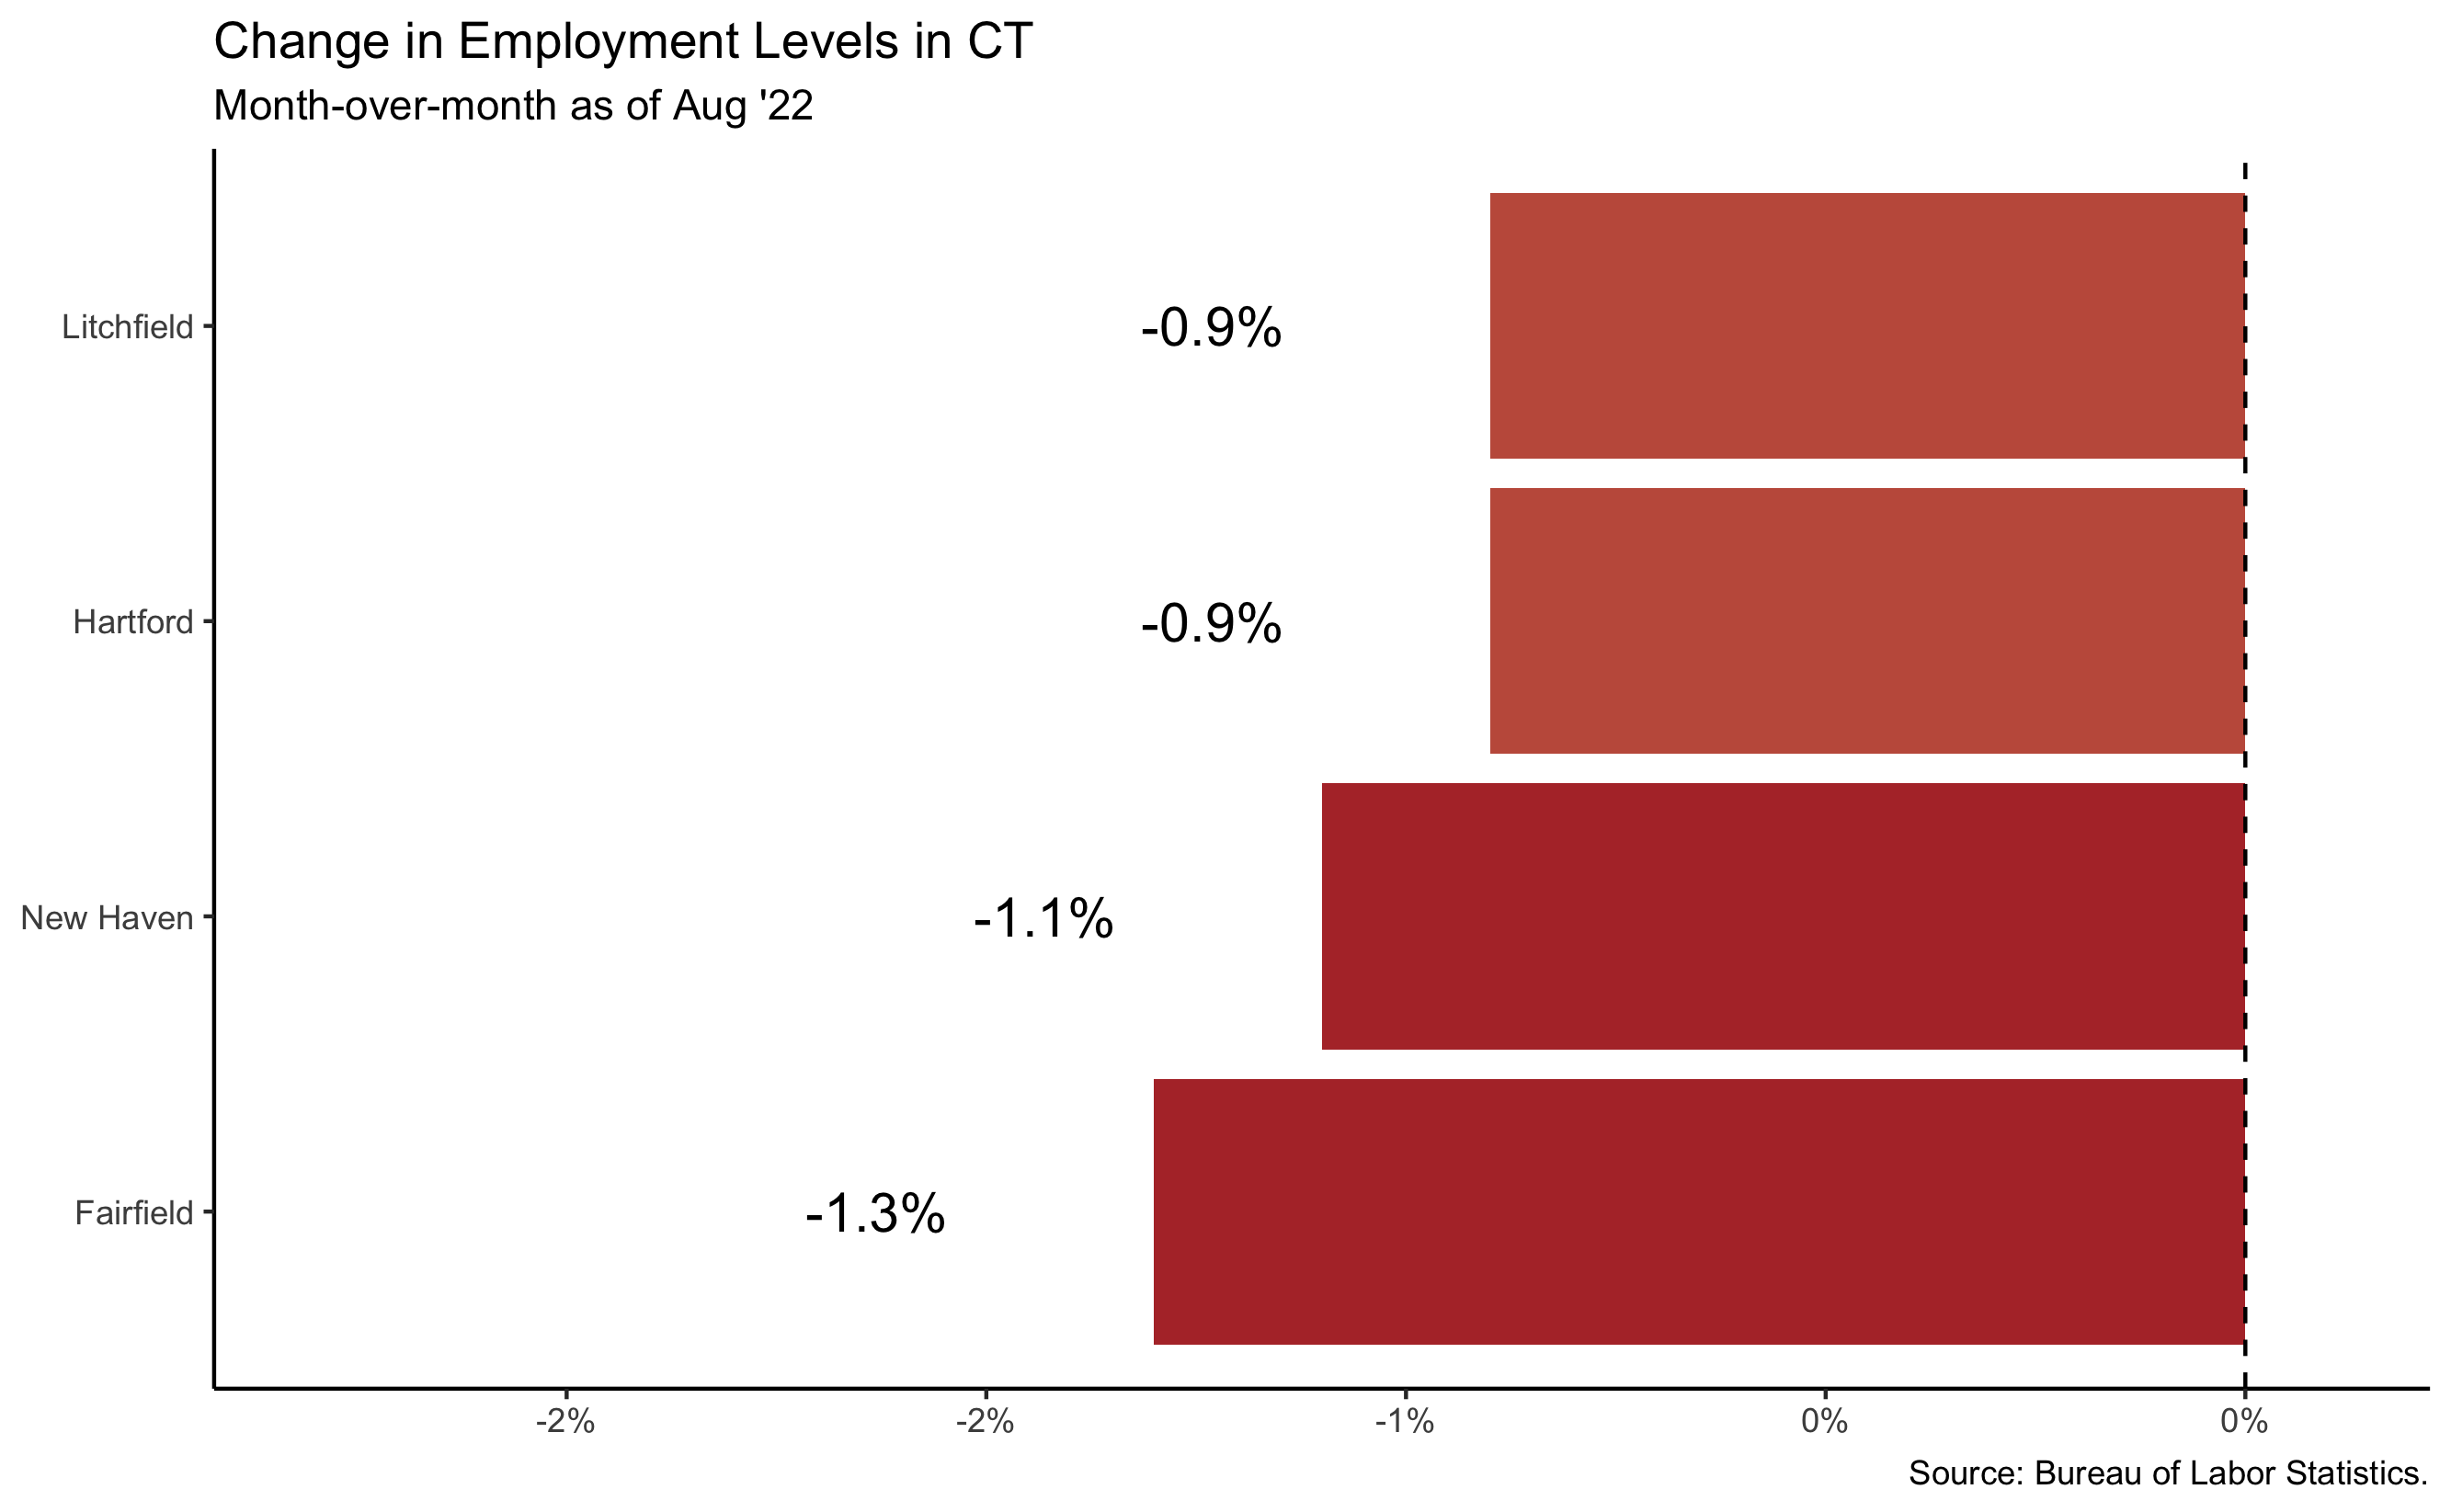 Change in Employment Levels in CT
Month-over-month as of Aug '22
Litchfield
-0.9%
Hartford
-0.9%
New Haven
-1.1%
Fairfield
-1.3%
-2% -2% -1% 0% 0%
Source: Bureau of Labor Statistics.